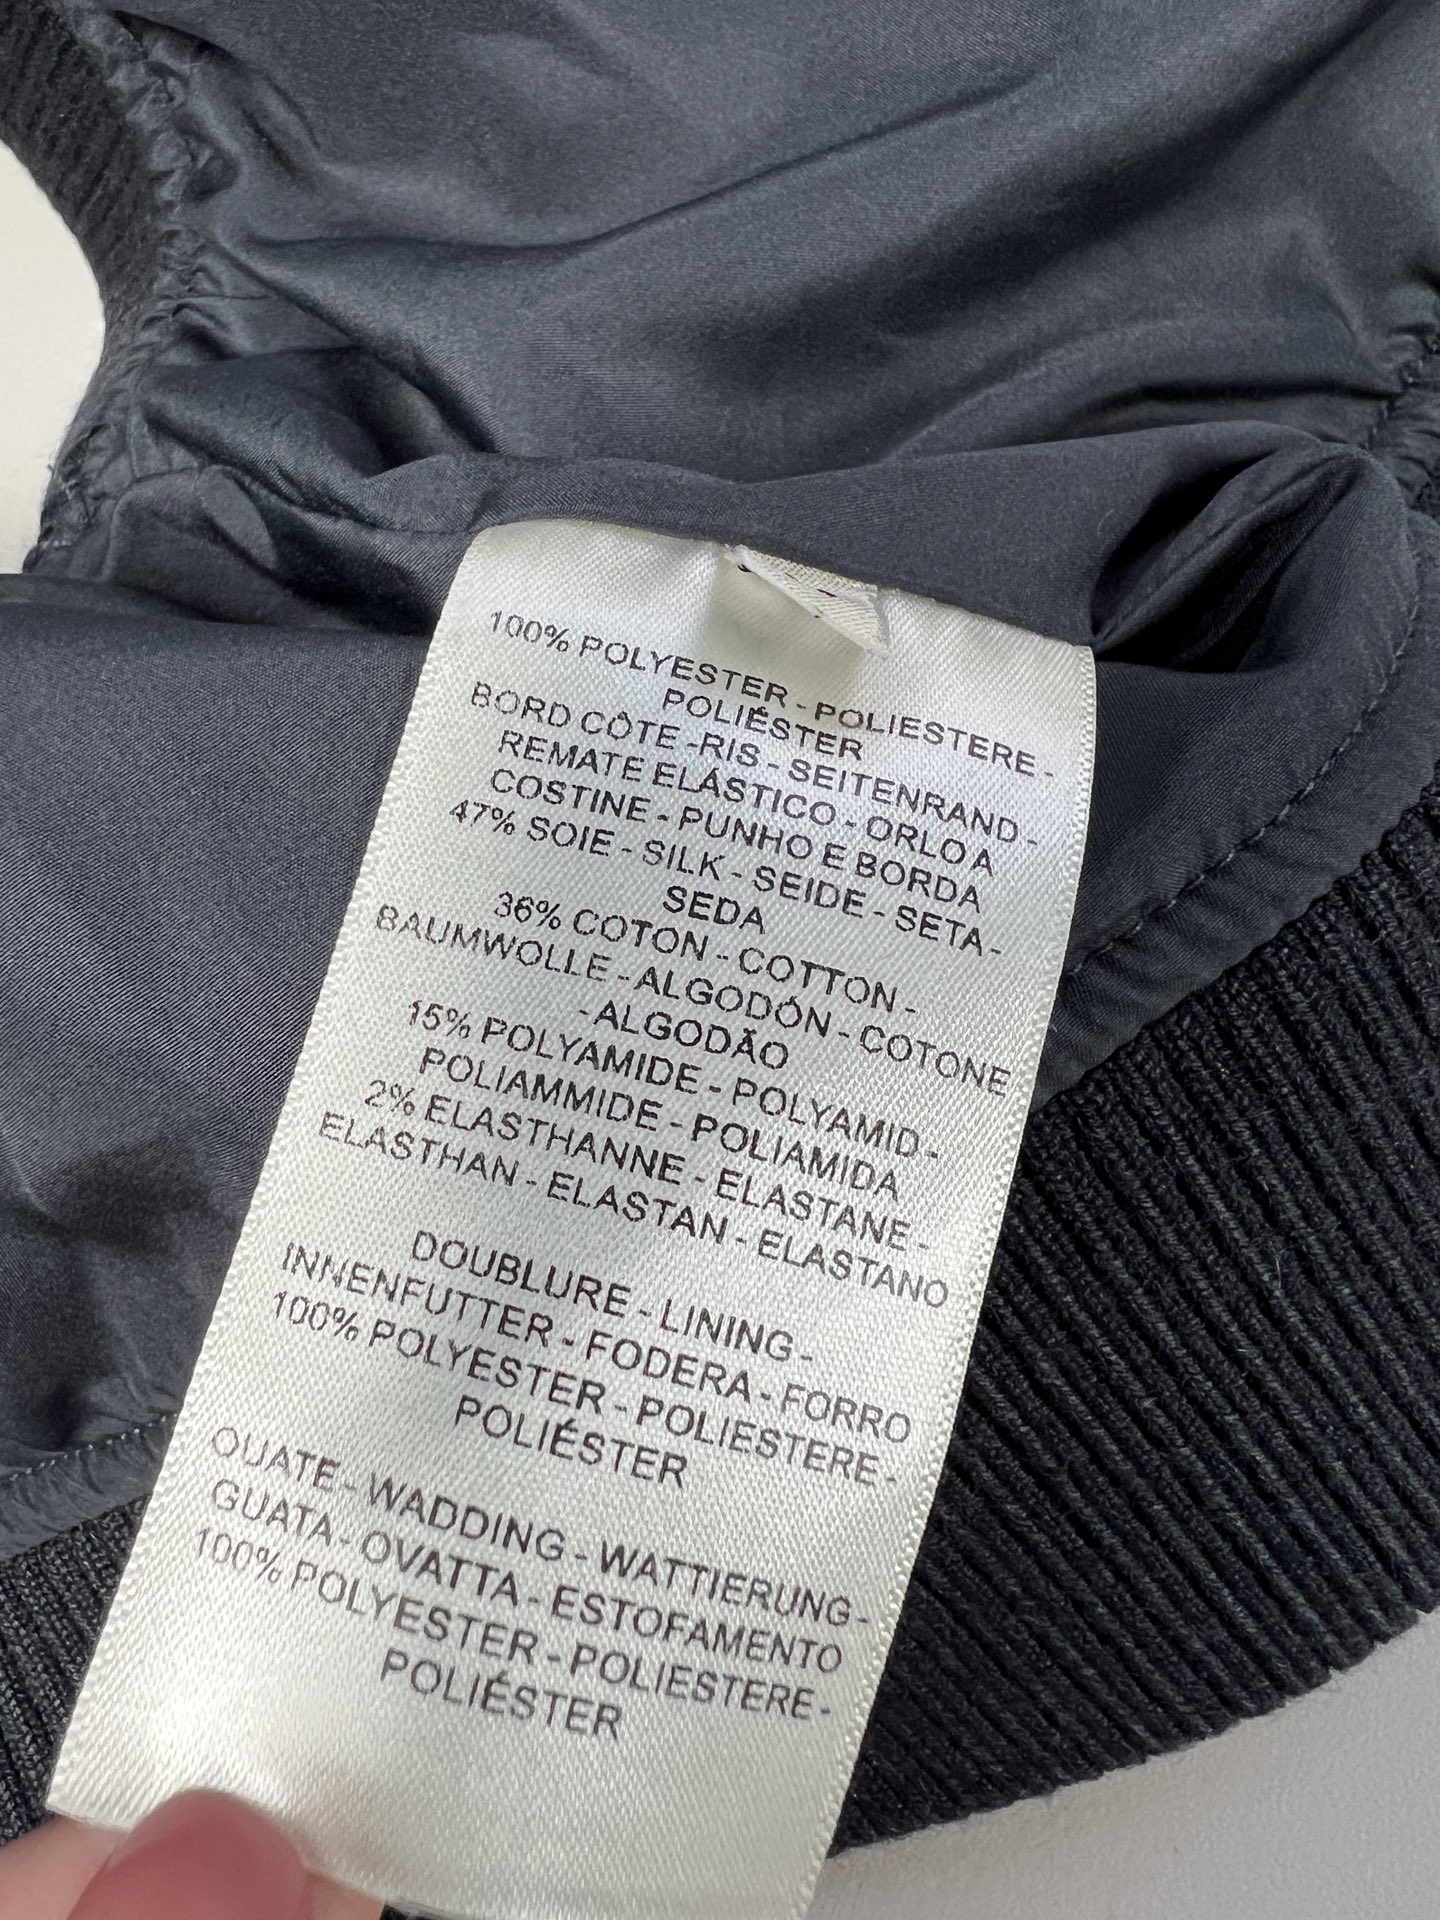 100% POLYESTER - POLIESTERE -
POLIÉSTER
BORD CÔTE -RIS - SEITENRAND -
REMATE ELÁSTICO - ORLO A
COSTINE - PUNHO E BORDA
47% SOIE - SILK - SEIDE - SETA -
SEDA
36% COTON - COTTON -
BAUMWOLLE - ALGODÓN - COTONE
- ALGODÃO
15% POLYAMIDE - POLYAMID -
POLIAMMIDE - POLIAMIDA
2% ELASTHANNE - ELASTANE -
ELASTHAN - ELASTAN - ELASTANO
DOUBLURE - LINING -
INNENFUTTER - FODERA - FORRO
100% POLYESTER - POLIESTERE -
POLIÉSTER
OUATE - WADDING - WATTIERUNG -
GUATA - OVATTA - ESTOFAMENTO
100% POLYESTER - POLIESTERE -
POLIÉSTER